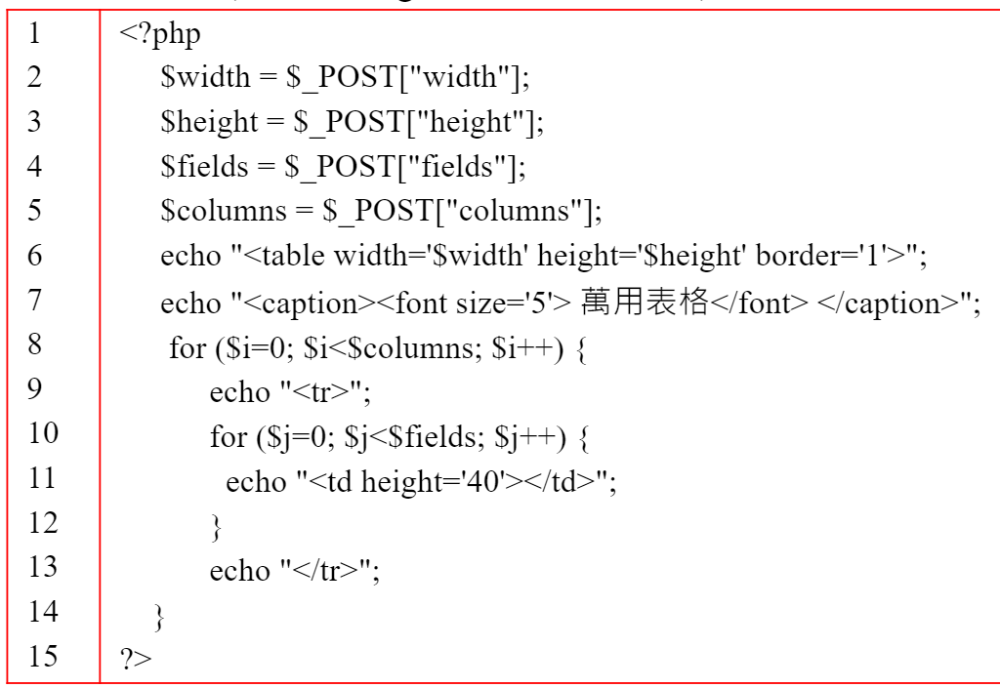 1 <?php
2 $width = $_POST["width"];
3 $height = $_POST["height"];
4 $fields = $_POST["fields"];
5 $columns = $_POST["columns"];
6 echo "<table width='$width' height='$height' border='1'>";
7 echo "<caption><font size='5'> 萬用表格</font> </caption>";
8 for ($i=0; $i<$columns; $i++) {
9 echo "<tr>";
10 for ($j=0; $j<$fields; $j++) {
11 echo "<td height='40'></td>";
12 }
13 echo "</tr>";
14 }
15 ?>